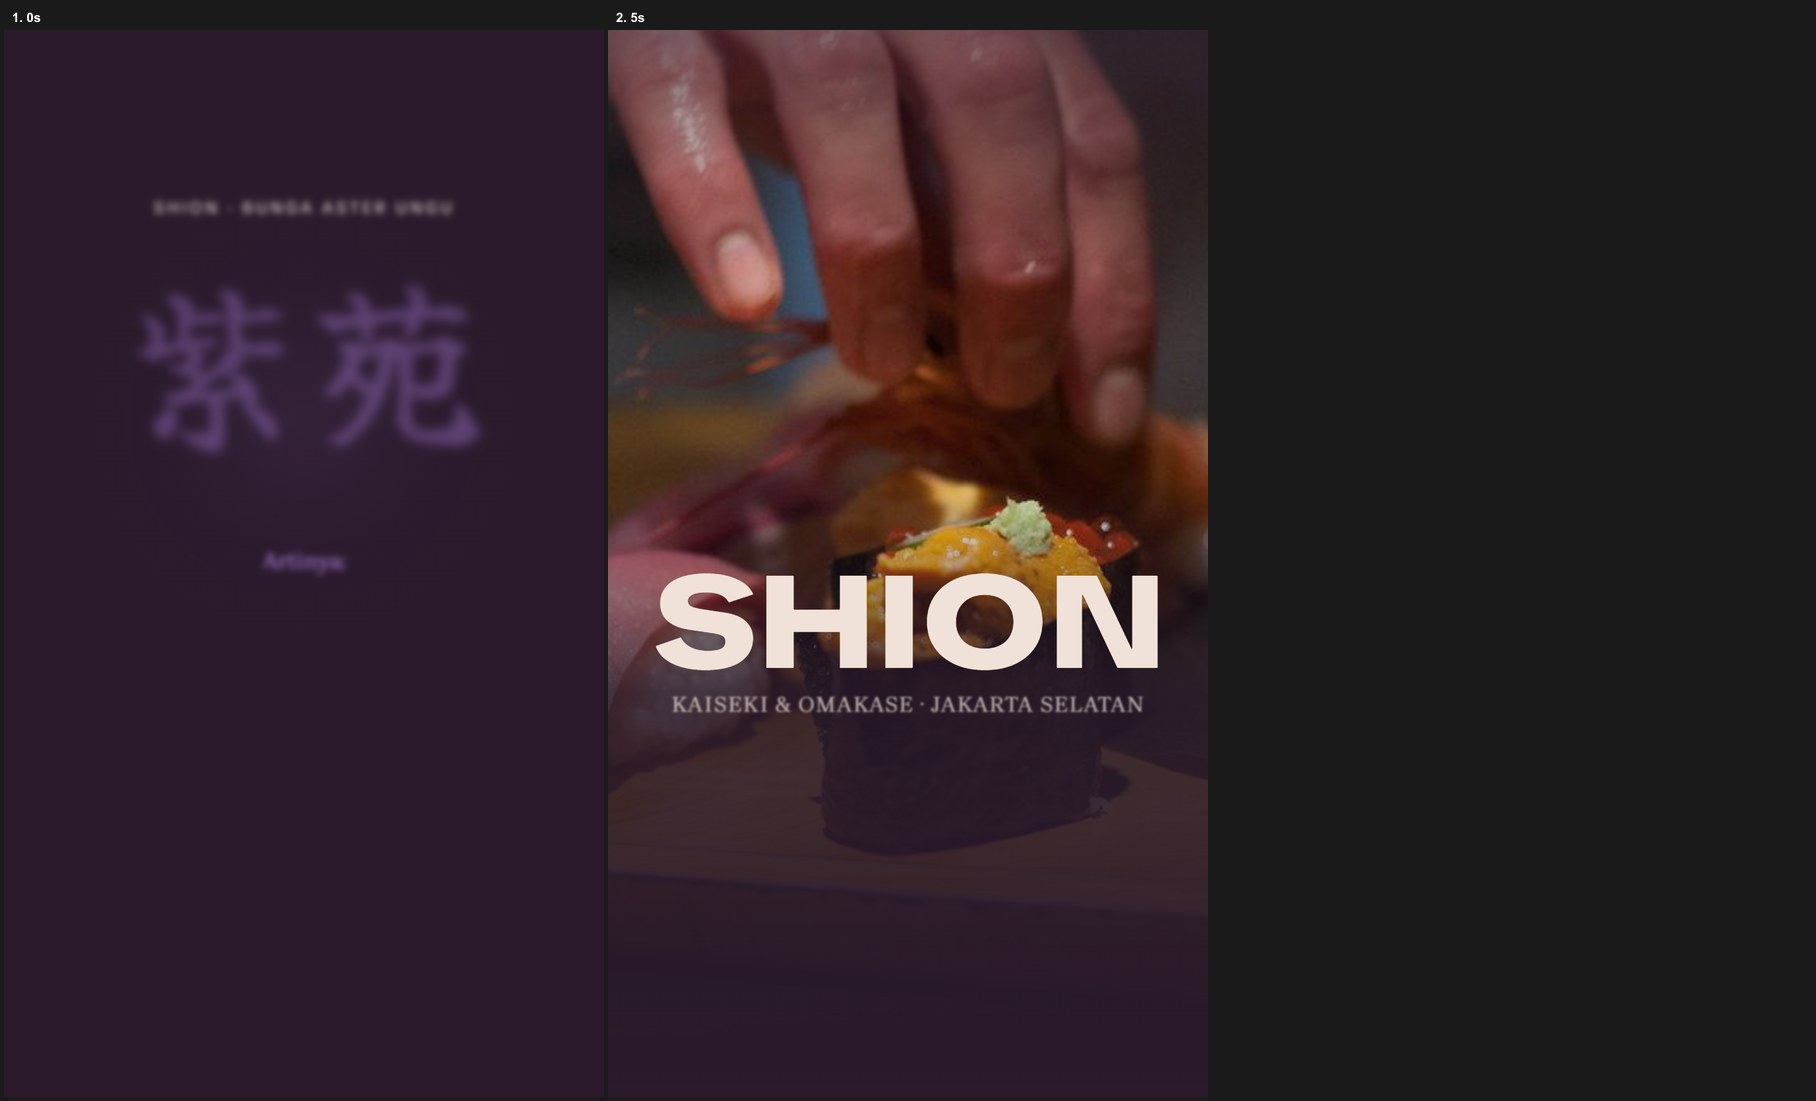 1. 0s
SHION · BUNGA ASTER UNGU
紫苑
Artinya:
2. 5s
SHION
KAISEKI & OMAKASE · JAKARTA SELATAN